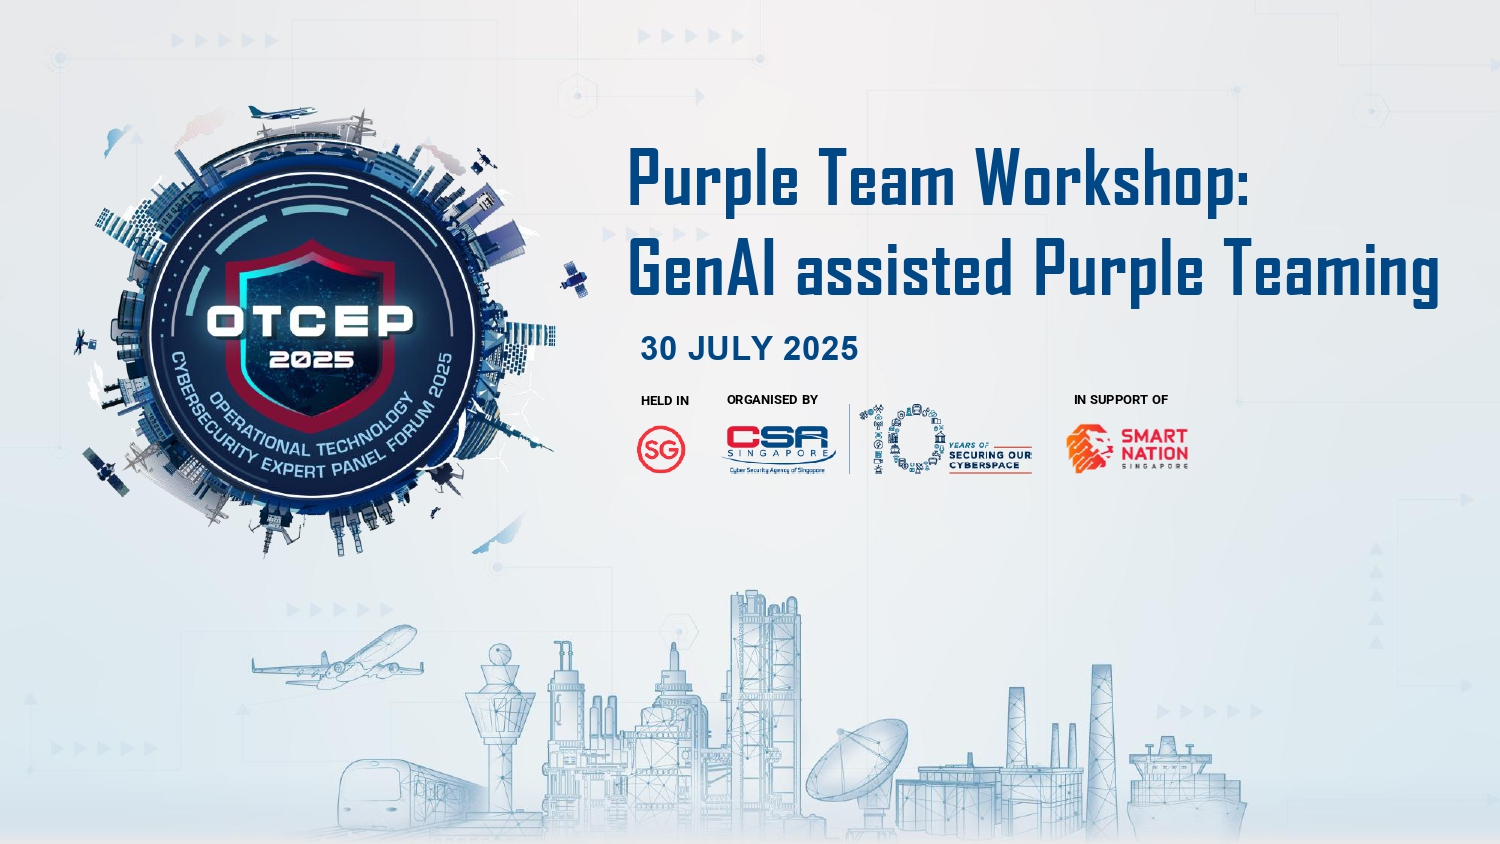 Purple Team Workshop:
GenAI assisted Purple Teaming
30 JULY 2025
HELD IN
ORGANISED BY
IN SUPPORT OF
SG
CSA
SINGAPORE
Cyber Security Agency of Singapore
10
YEARS OF
SECURING OUR
CYBERSPACE
SMART
NATION
SINGAPORE
OTCEP
2025
OPERATIONAL TECHNOLOGY
CYBERSECURITY EXPERT PANEL FORUM 2025